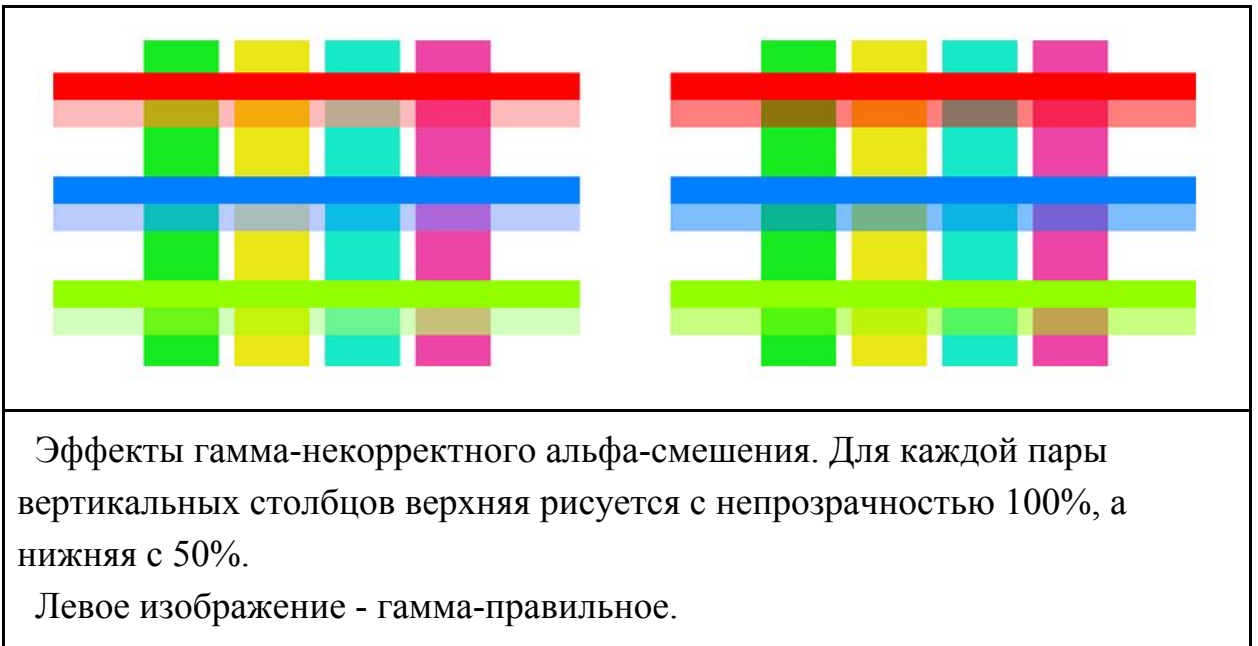 Эффекты гамма-некорректного альфа-смешения. Для каждой пары
вертикальных столбцов верхняя рисуется с непрозрачностью 100%, а
нижняя с 50%.
Левое изображение - гамма-правильное.